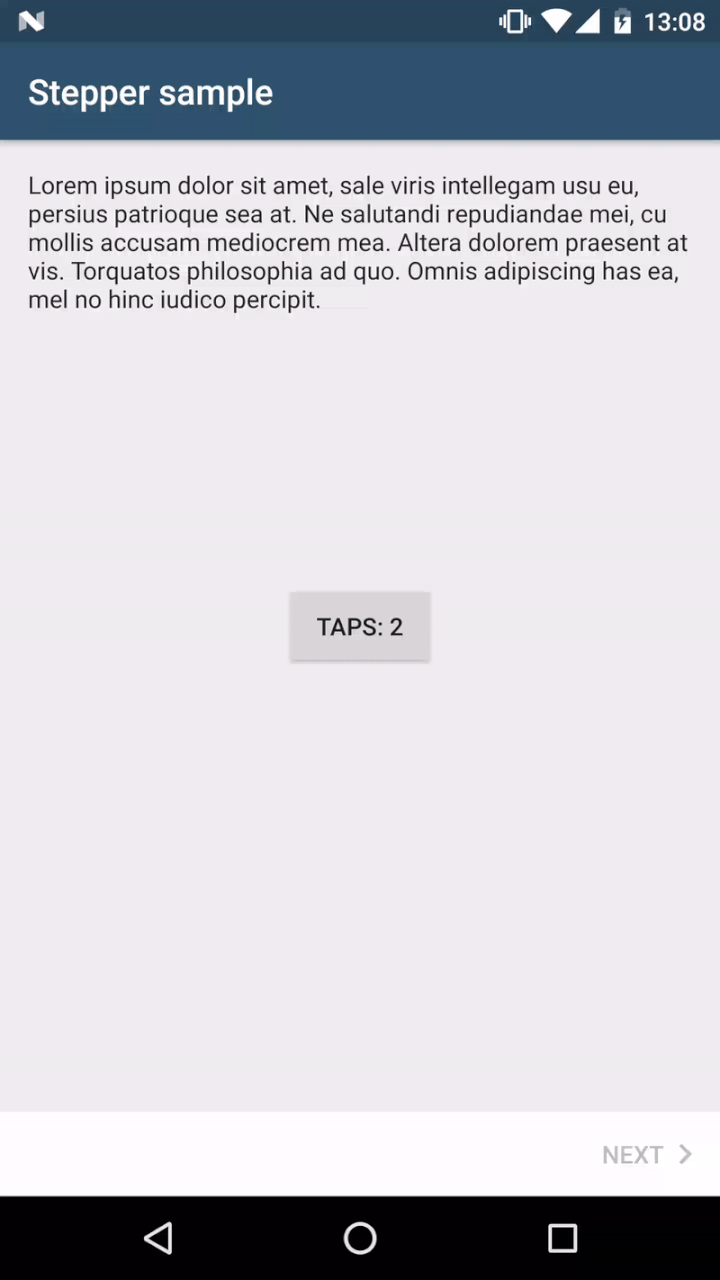 13:08
Stepper sample
Lorem ipsum dolor sit amet, sale viris intellegam usu eu,
persius patrioque sea at. Ne salutandi repudiandae mei, cu
mollis accusam mediocrem mea. Altera dolorem praesent at
vis. Torquatos philosophia ad quo. Omnis adipiscing has ea,
mel no hinc iudico percipit.
TAPS: 2
NEXT